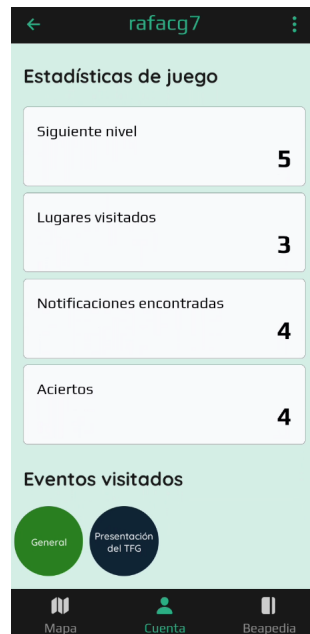 rafacg7
Estadísticas de juego
Siguiente nivel
5
Lugares visitados
3
Notificaciones encontradas
4
Aciertos
4
Eventos visitados
General
Presentación
del TFG
Mapa
Cuenta
Beapedia